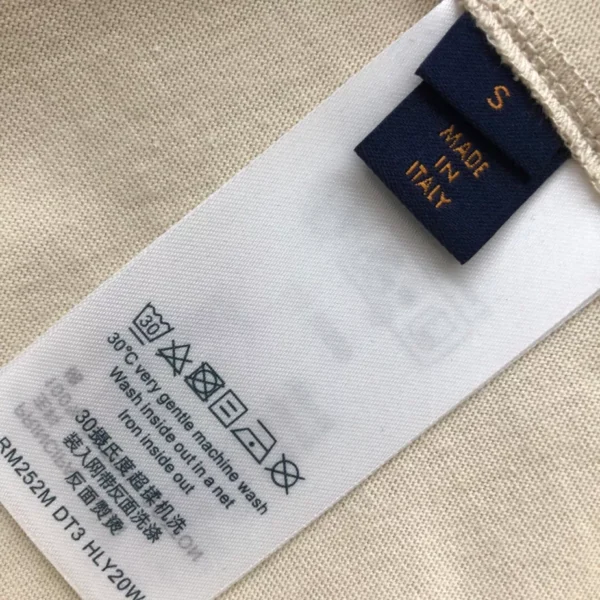 S
MADE
IN
ITALY
30
30°C very gentle machine wash
Wash inside out in a net
Iron inside out
30摄氏度超揉机洗
装入网带反面洗涤
反面熨烫
RM252M DT3 HLY20W